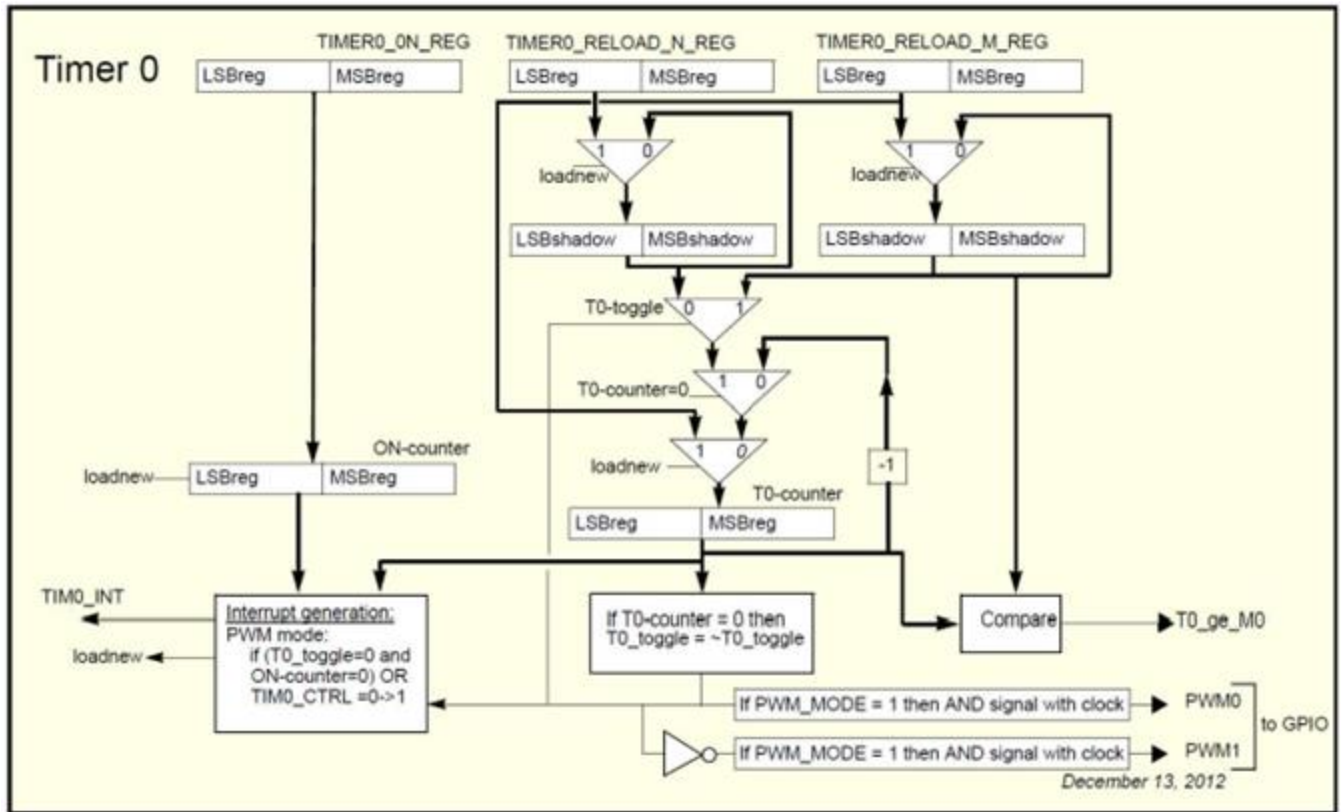 Timer 0
TIMER0_0N_REG
TIMER0_RELOAD_N_REG
TIMER0_RELOAD_M_REG
LSBreg MSBreg
LSBreg MSBreg
LSBreg MSBreg
1 0
loadnew
1 0
loadnew
LSBshadow MSBshadow
LSBshadow MSBshadow
T0-toggle
0 1
T0-counter=0
1 0
1 0
loadnew
-1
ON-counter
loadnew
LSBreg MSBreg
T0-counter
LSBreg MSBreg
TIM0_INT
loadnew
Interrupt generation:
PWM mode:
if (T0_toggle=0 and
ON-counter=0) OR
TIM0_CTRL =0->1
If T0-counter = 0 then
T0_toggle = ~T0_toggle
Compare
T0_ge_M0
If PWM_MODE = 1 then AND signal with clock
PWM0
to GPIO
If PWM_MODE = 1 then AND signal with clock
PWM1
December 13, 2012